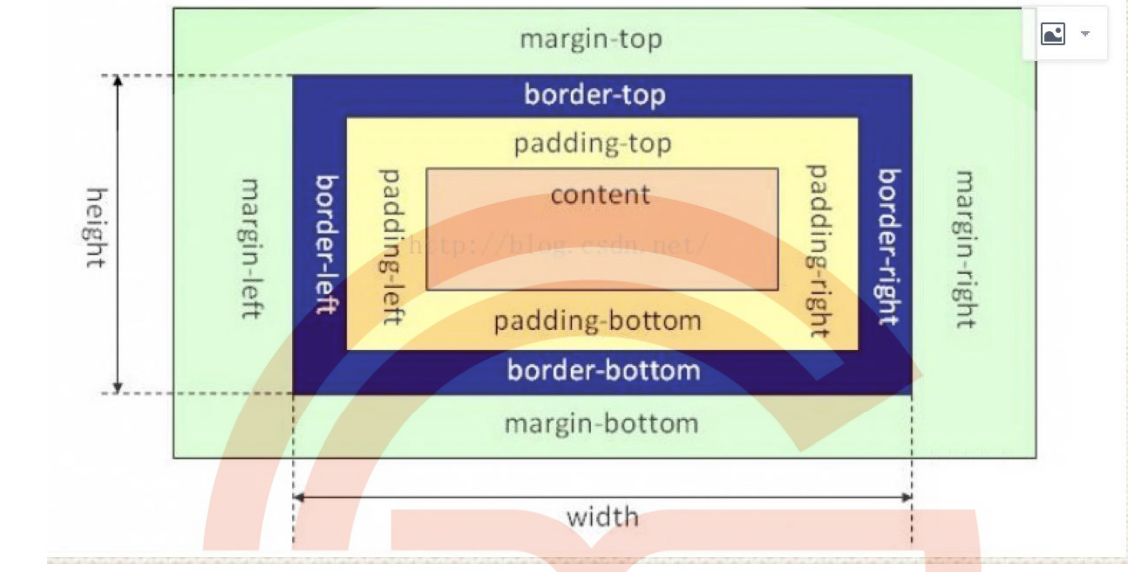 margin-top
border-top
padding-top
content
height
margin-left
border-left
padding-left
http://blog.csdn.net/
padding-right
border-right
margin-right
padding-bottom
border-bottom
margin-bottom
width